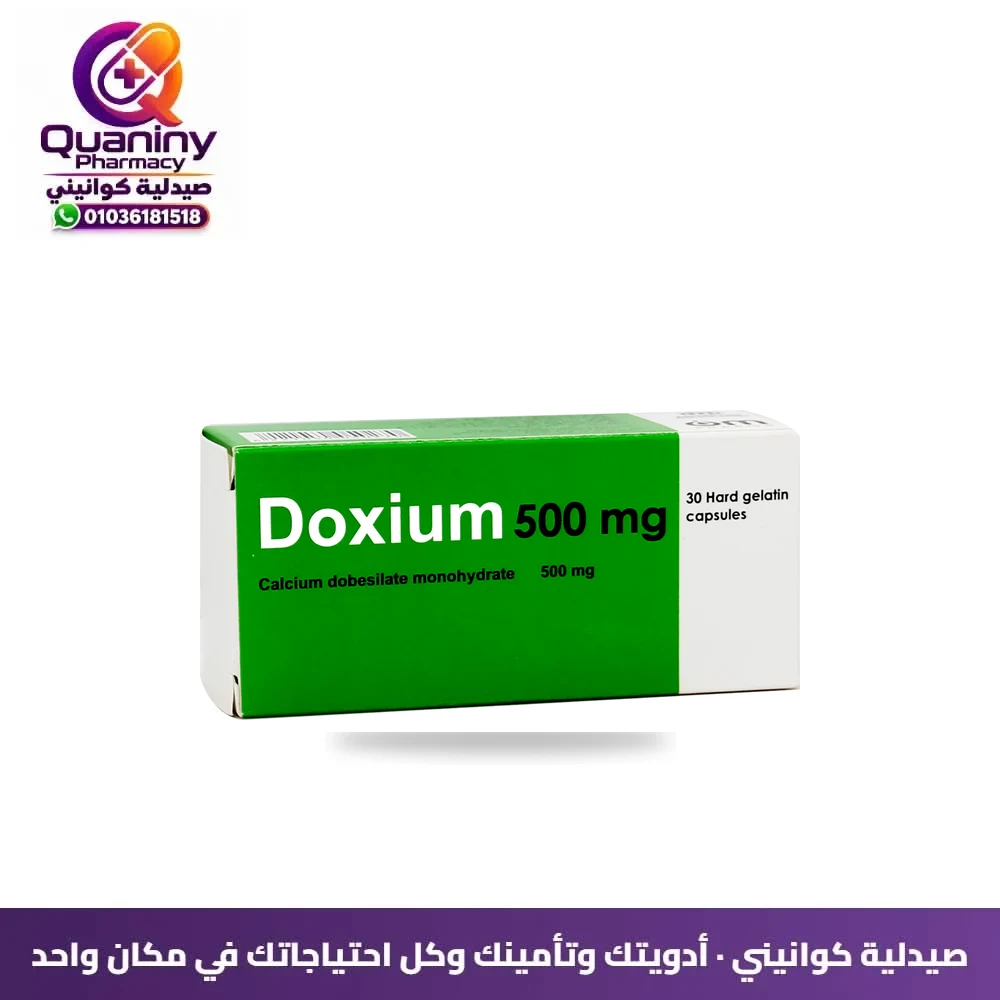 Quaniny
Pharmacy
صيدلية كوانيني
01036181518
om
30 Hard gelatin
capsules
Doxium 500 mg
Calcium dobesilate monohydrate 500 mg
صيدلية كوانيني · أدويتك وتأمينك وكل احتياجاتك في مكان واحد